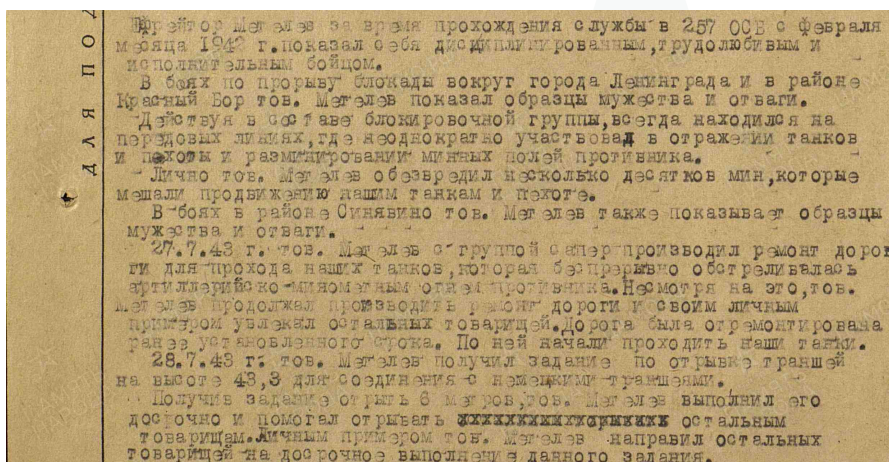 ДЛЯ ПОД
Ефрейтор Метелев за время прохождения службы в 257 ОСБ с февраля
месяца 1942 г.показал себя дисциплинированным,трудолюбивым и
исполнительным бойцом.
В боях по прорыву блокады вокруг города Ленинграда и в районе
Красный Бор тов. Метелев показал образцы мужества и отваги.
Действуя в составе блокировочной группы,всегда находился на
передовых линиях,где неоднократно участвовал в отражении танков
и пехоты и разминировании минных полей противника.
Лично тов. Метелев обезвредил несколько десятков мин,которые
мешали продвижению нашим танкам и пехоте.
В боях в районе Синявино тов. Метелев также показывает образцы
мужества и отваги.
27.7.43 г. тов. Метелев с группой сапер производил ремонт дорог
ги для прохода наших танков,которая беспрерывно обстреливалась
артиллерийско-минометным огнем противника.Несмотря на это,тов.
Метелев продолжал производить ремонт дороги и своим личным
примером увлекал остальных товарищей.Дорога была отремонтирована
ранее установленного срока. По ней начали проходить наши танки.
28.7.43 г. тов. Метелев получил задание по отрывке траншей
на высоте 43,3 для соединения с немецкими траншеями.
Получив задание отрыть 6 метров,тов. Метелев выполнил его
досрочно и помогал отрывать остальным
товарищам.Личным примером тов. Метелев направил остальных
товарищей на досрочное выполнение данного задания.